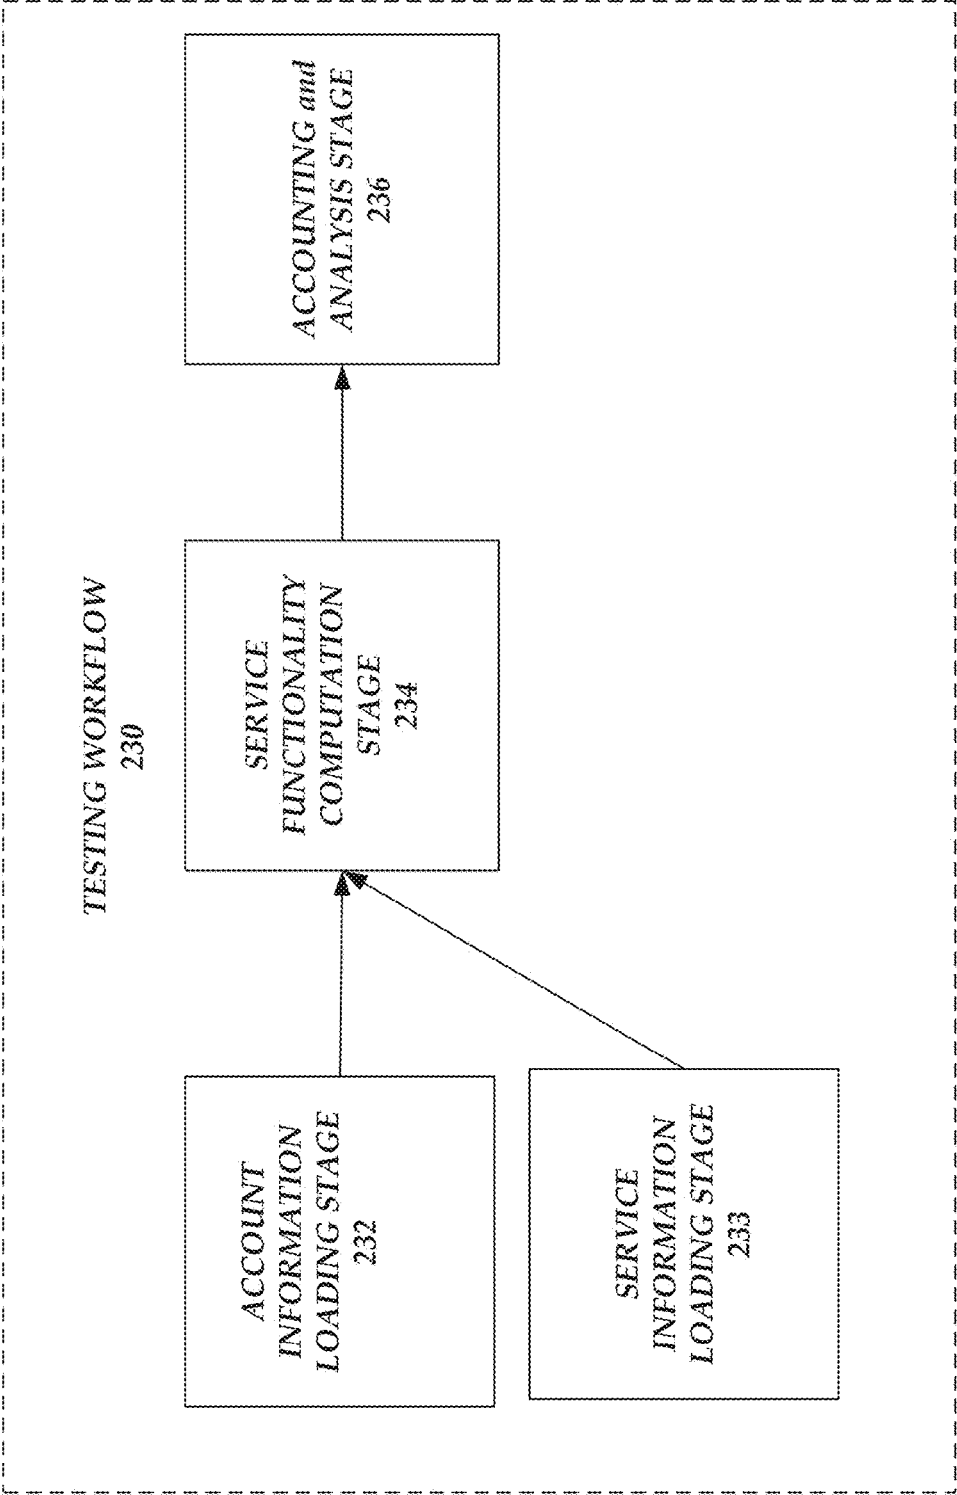 TESTING WORKFLOW
230
ACCOUNT
INFORMATION
LOADING STAGE
232
SERVICE
FUNCTIONALITY
COMPUTATION
STAGE
234
ACCOUNTING and
ANALYSIS STAGE
236
SERVICE
INFORMATION
LOADING STAGE
233